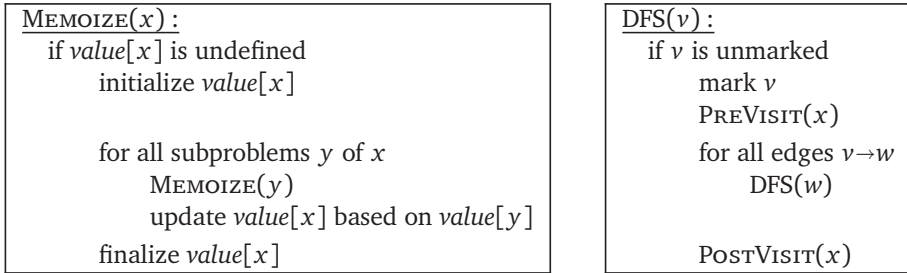 MEMOIZE(x) :
if value[x] is undefined
initialize value[x]
for all subproblems y of x
MEMOIZE(y)
update value[x] based on value[y]
finalize value[x]
DFS(v) :
if v is unmarked
mark v
PREVISIT(x)
for all edges v→w
DFS(w)
POSTVISIT(x)